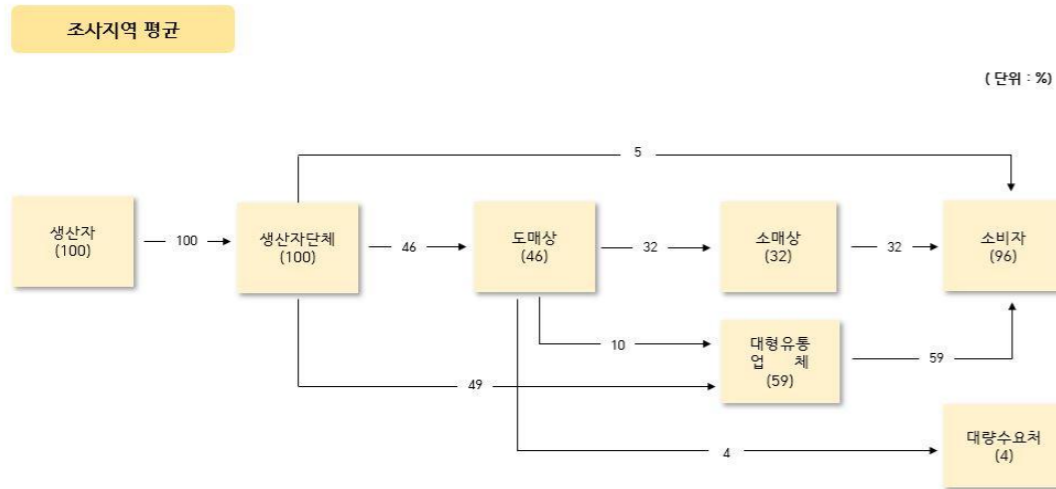 조사지역 평균
( 단위 : %)
5
생산자
(100)
100
생산자단체
(100)
46
도매상
(46)
32
소매상
(32)
32
소비자
(96)
10
대형유통
업 체
(59)
59
49
대량수요처
(4)
4